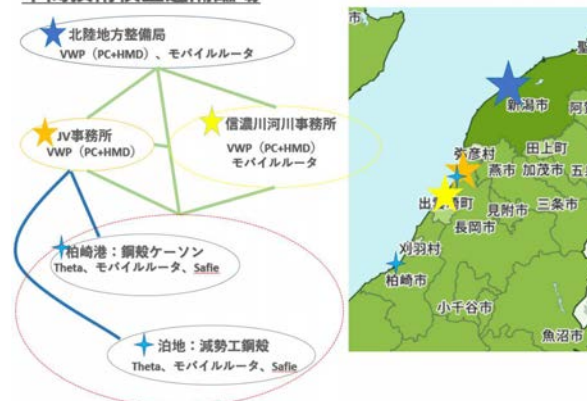 北陸地方整備局
VWP(PC+HMD)、モバイルルータ
JV事務所
VWP(PC+HMD)
信濃川河川事務所
VWP(PC+HMD)
モバイルルータ
柏崎港:鋼殻ケーソン
Theta、モバイルルータ、Safie
泊地:減勢工鋼殻
Theta、モバイルルータ、Safie
新潟市
弥彦村
田上町
燕市
加茂市
見附市
三条市
長岡市
刈羽村
柏崎市
小千谷市
魚沼市